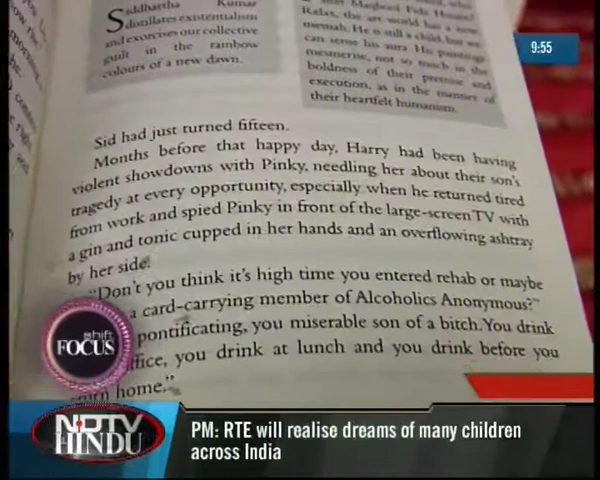 Siddhartha Kumar
distillates existentialism
and exorcises our collective
guilt in the rainbow
colours of a new dawn.
after Maqbool Fida Husain?
Relax, the art world has a new
messiah. He is still a child but we
can sense his aura. His paintings
mesmerise, not so much in the
boldness of their premise and
execution, as in the manner of
their heartfelt humanism.
9:55
Sid had just turned fifteen.
Months before that happy day, Harry had been having
violent showdowns with Pinky, needling her about their son's
tragedy at every opportunity, especially when he returned tired
from work and spied Pinky in front of the large-screen TV with
a gin and tonic cupped in her hands and an overflowing ashtray
by her side.
"Don't you think it's high time you entered rehab or maybe
a card-carrying member of Alcoholics Anonymous?"
pontificating, you miserable son of a bitch. You drink
ffice, you drink at lunch and you drink before you
home."
shift
FOCUS
NDTV
HINDU
PM: RTE will realise dreams of many children
across India